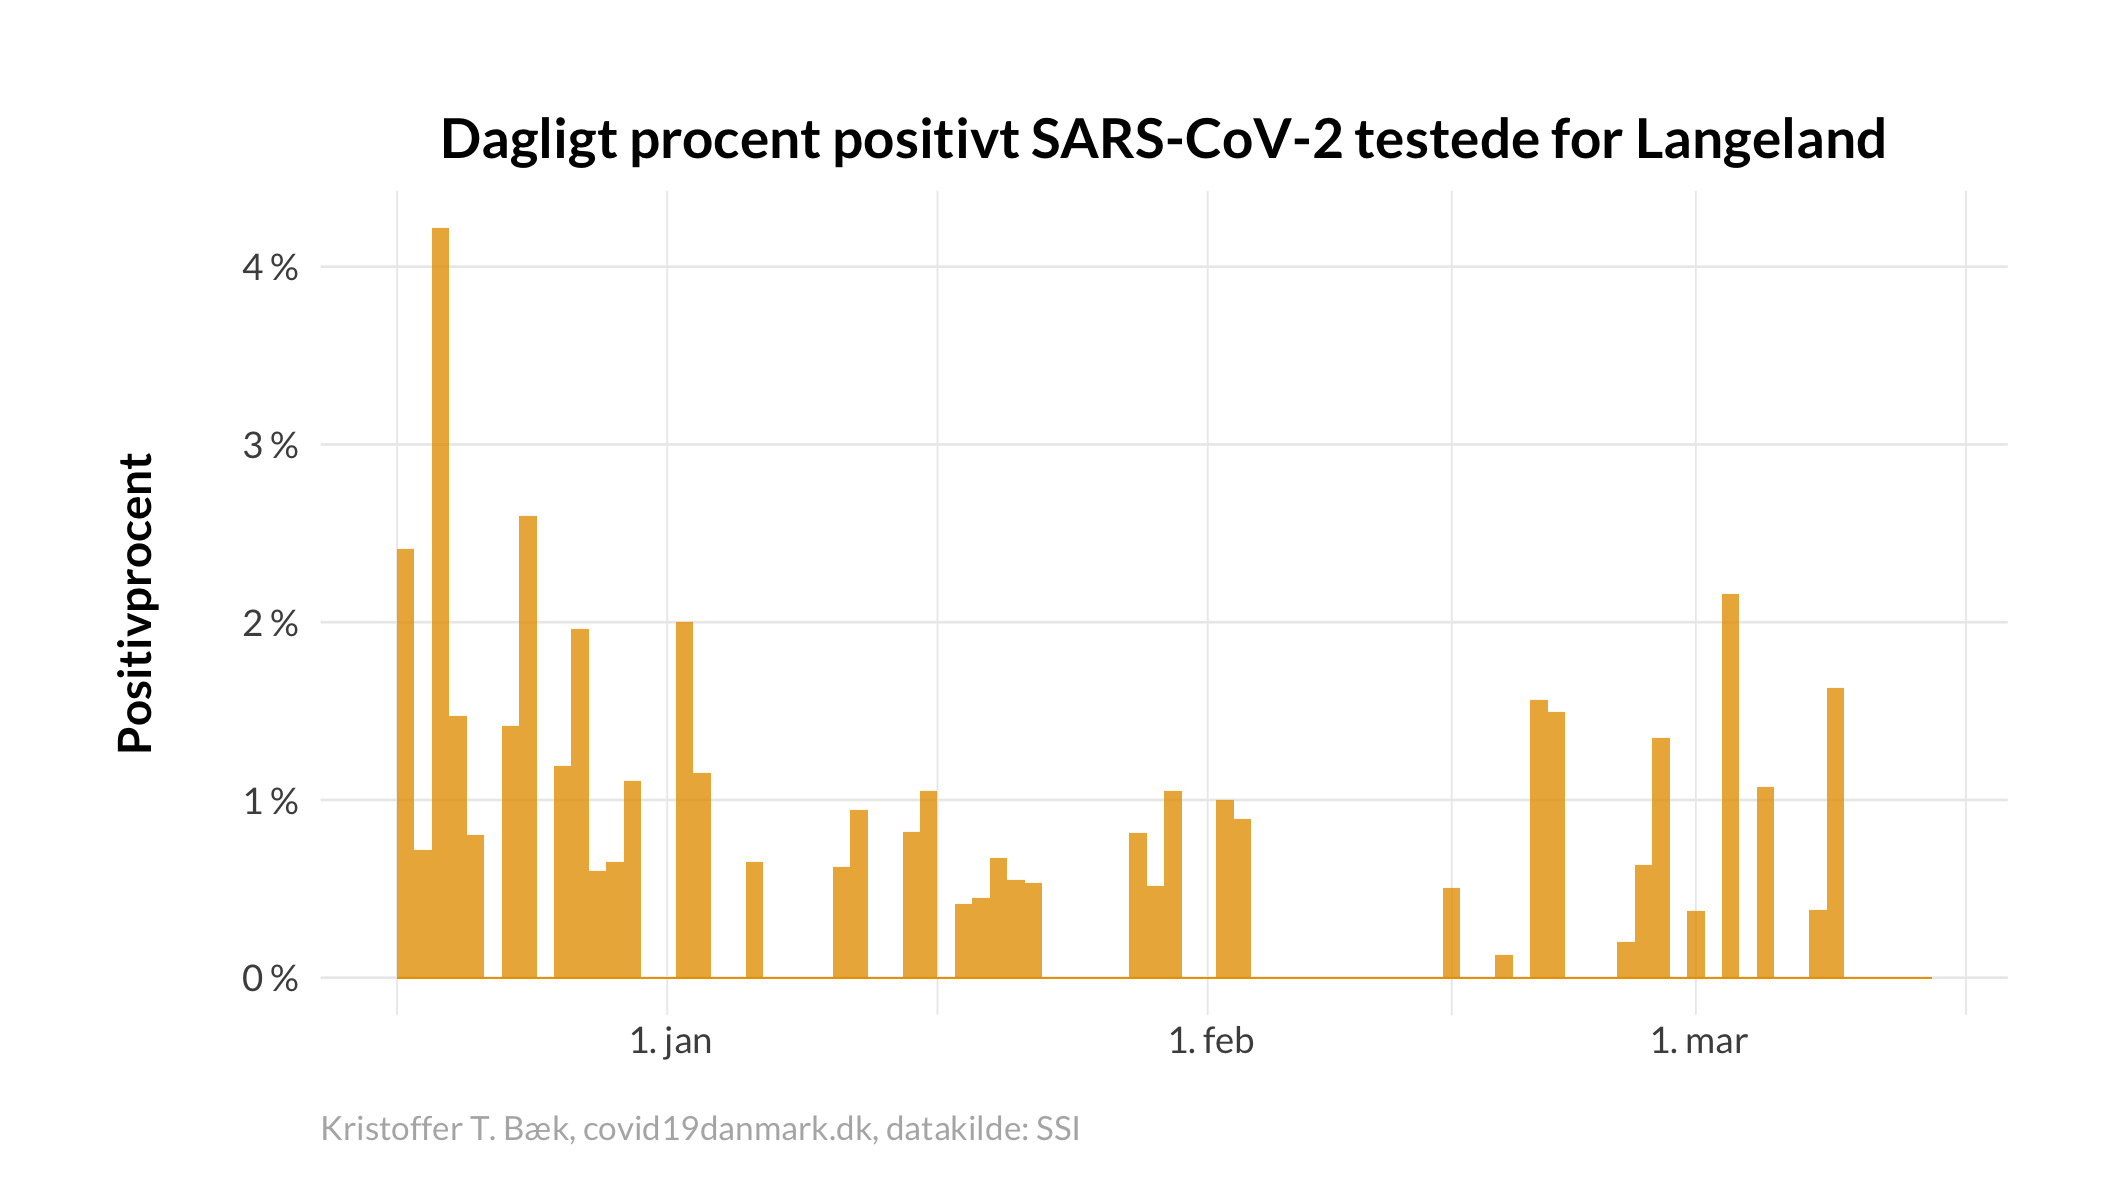 Dagligt procent positivt SARS-CoV-2 testede for Langeland
Positivprocent
4 %
3 %
2 %
1 %
0 %
1. jan
1. feb
1. mar
Kristoffer T. Bæk, covid19danmark.dk, datakilde: SSI